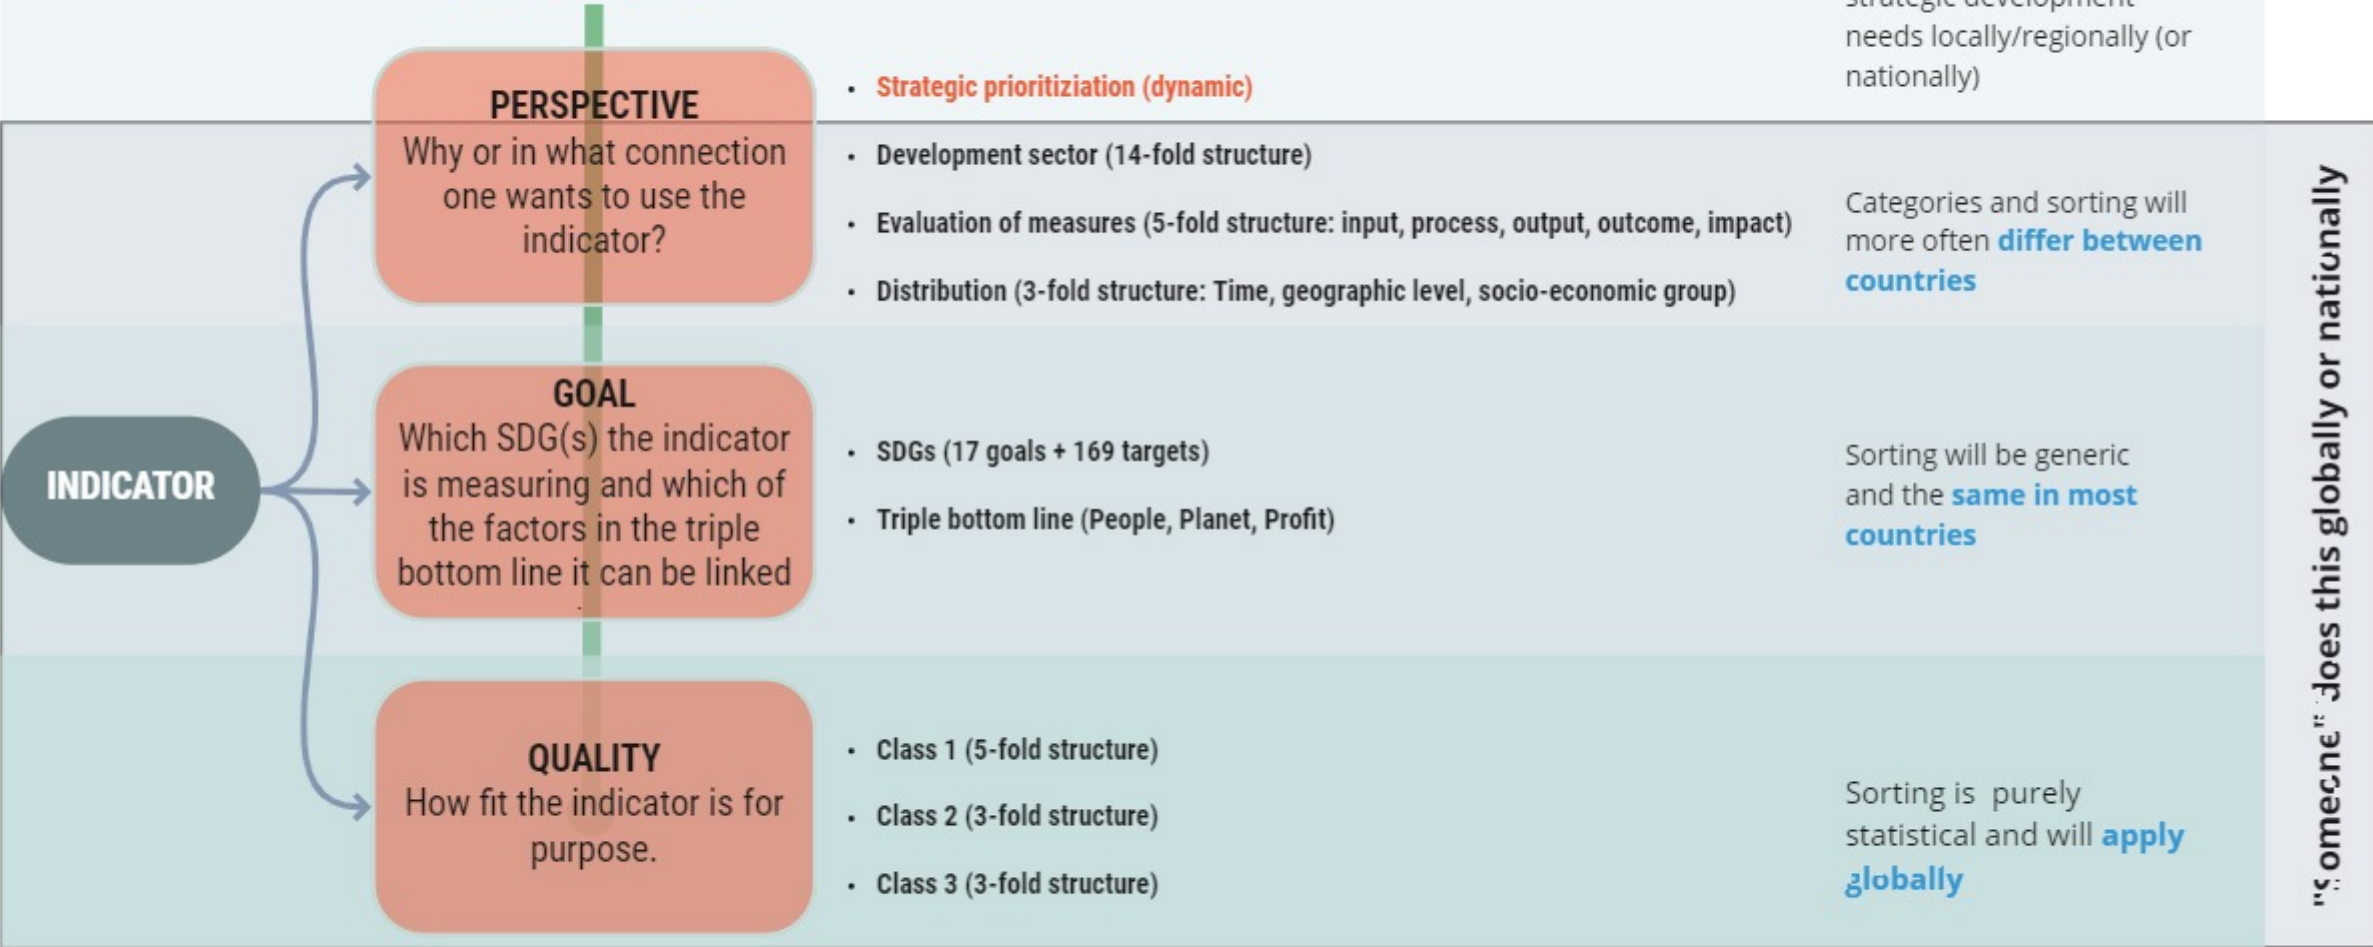 strategic development
needs locally/regionally (or
nationally)
PERSPECTIVE
Why or in what connection
one wants to use the
indicator?
• Strategic prioritiziation (dynamic)
• Development sector (14-fold structure)
• Evaluation of measures (5-fold structure: input, process, output, outcome, impact)
• Distribution (3-fold structure: Time, geographic level, socio-economic group)
Categories and sorting will
more often differ between
countries
INDICATOR
GOAL
Which SDG(s) the indicator
is measuring and which of
the factors in the triple
bottom line it can be linked
.
• SDGs (17 goals + 169 targets)
• Triple bottom line (People, Planet, Profit)
Sorting will be generic
and the same in most
countries
QUALITY
How fit the indicator is for
purpose.
• Class 1 (5-fold structure)
• Class 2 (3-fold structure)
• Class 3 (3-fold structure)
Sorting is purely
statistical and will apply
globally
"Someone" does this globally or nationally